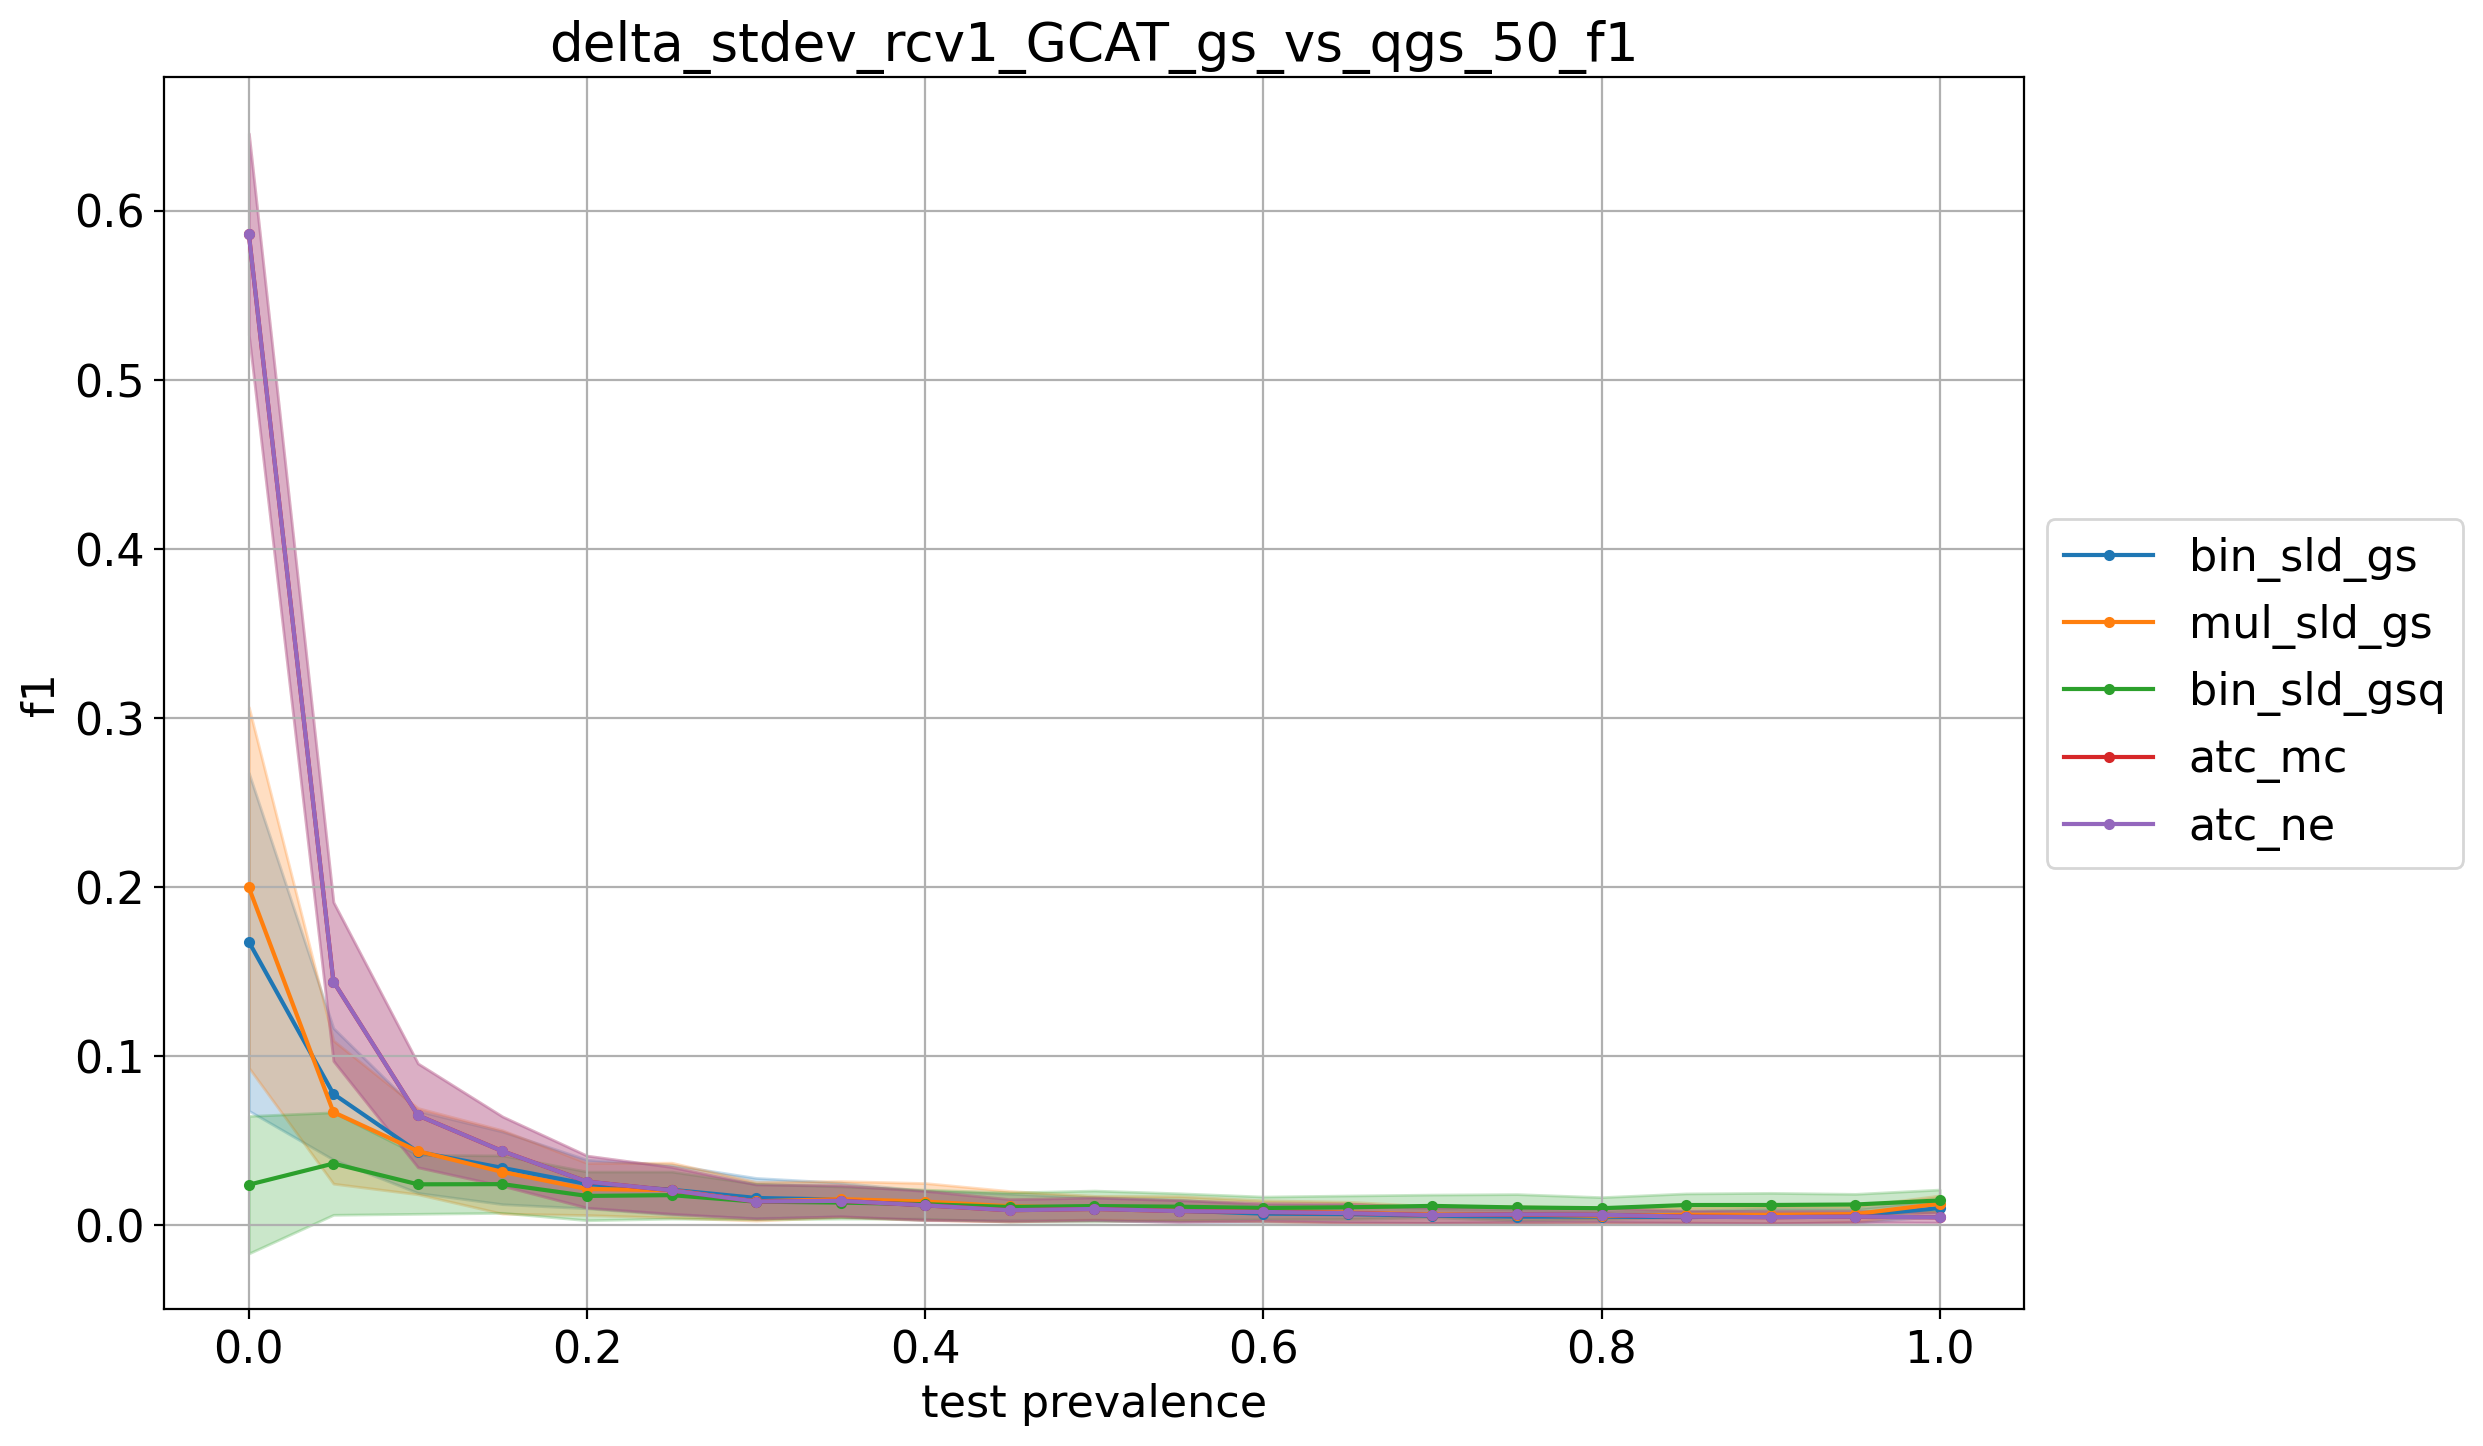 delta_stdev_rcv1_GCAT_gs_vs_qgs_50_f1
f1
0.6
0.5
0.4
0.3
0.2
0.1
0.0
0.0 0.2 0.4 0.6 0.8 1.0
test prevalence
bin_sld_gs
mul_sld_gs
bin_sld_gsq
atc_mc
atc_ne